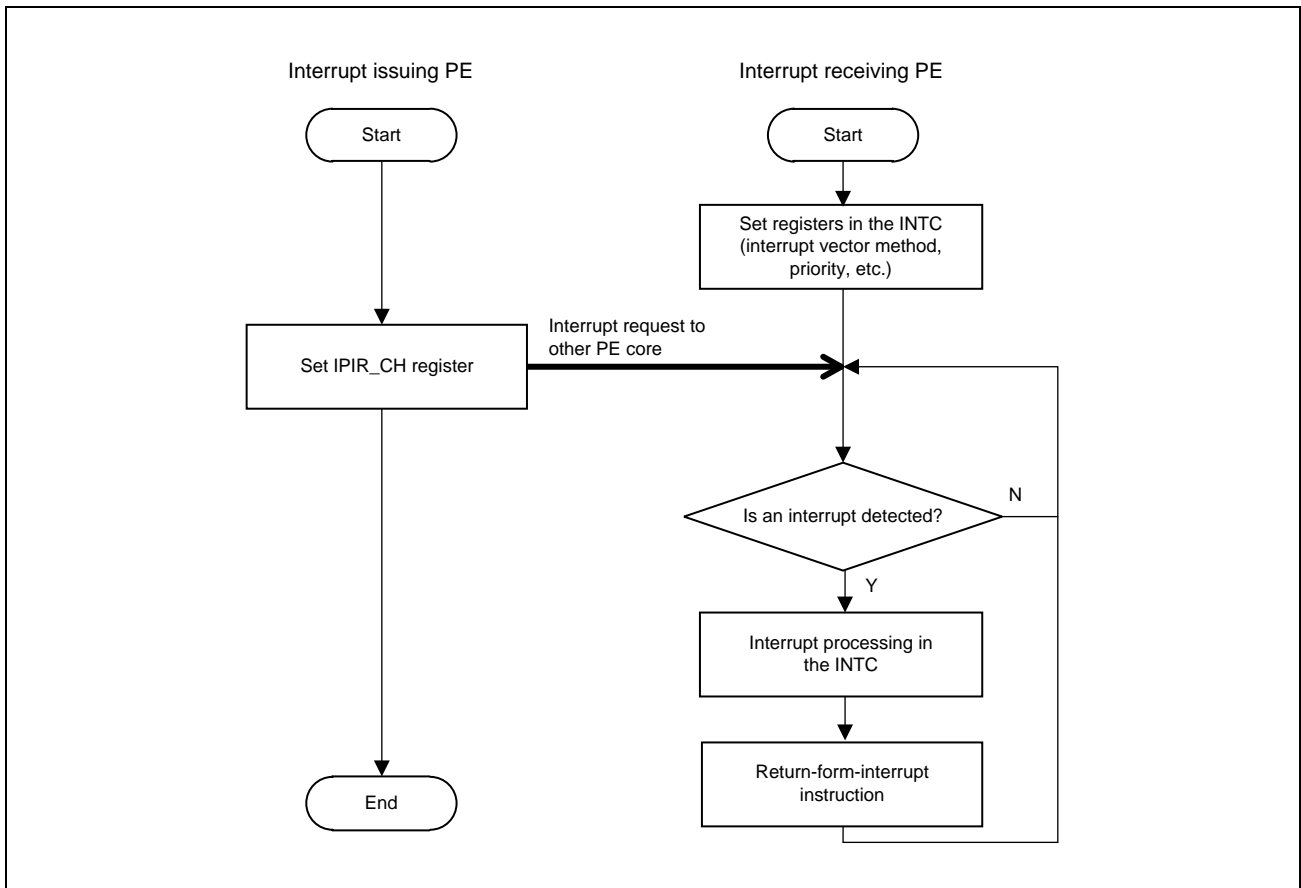 Interrupt issuing PE
Interrupt receiving PE
Start
Start
Set registers in the INTC
(interrupt vector method,
priority, etc.)
Interrupt request to
other PE core
Set IPIR_CH register
Is an interrupt detected?
N
Y
Interrupt processing in
the INTC
Return-form-interrupt
instruction
End